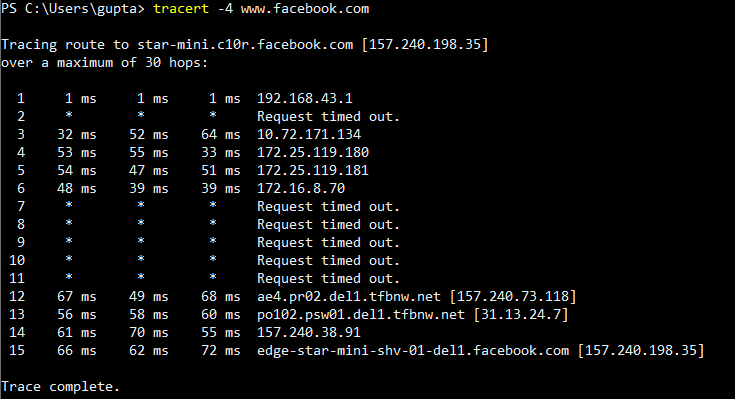 PS C:\Users\gupta> tracert -4 www.facebook.com
Tracing route to star-mini.c10r.facebook.com [157.240.198.35]
over a maximum of 30 hops:
1 1 ms 1 ms 1 ms 192.168.43.1
2 * * * Request timed out.
3 32 ms 52 ms 64 ms 10.72.171.134
4 53 ms 55 ms 33 ms 172.25.119.180
5 54 ms 47 ms 51 ms 172.25.119.181
6 48 ms 39 ms 39 ms 172.16.8.70
7 * * * Request timed out.
8 * * * Request timed out.
9 * * * Request timed out.
10 * * * Request timed out.
11 * * * Request timed out.
12 67 ms 49 ms 68 ms ae4.pr02.del1.tfbnw.net [157.240.73.118]
13 56 ms 58 ms 60 ms po102.psw01.del1.tfbnw.net [31.13.24.7]
14 61 ms 70 ms 55 ms 157.240.38.91
15 66 ms 62 ms 72 ms edge-star-mini-shv-01-del1.facebook.com [157.240.198.35]
Trace complete.